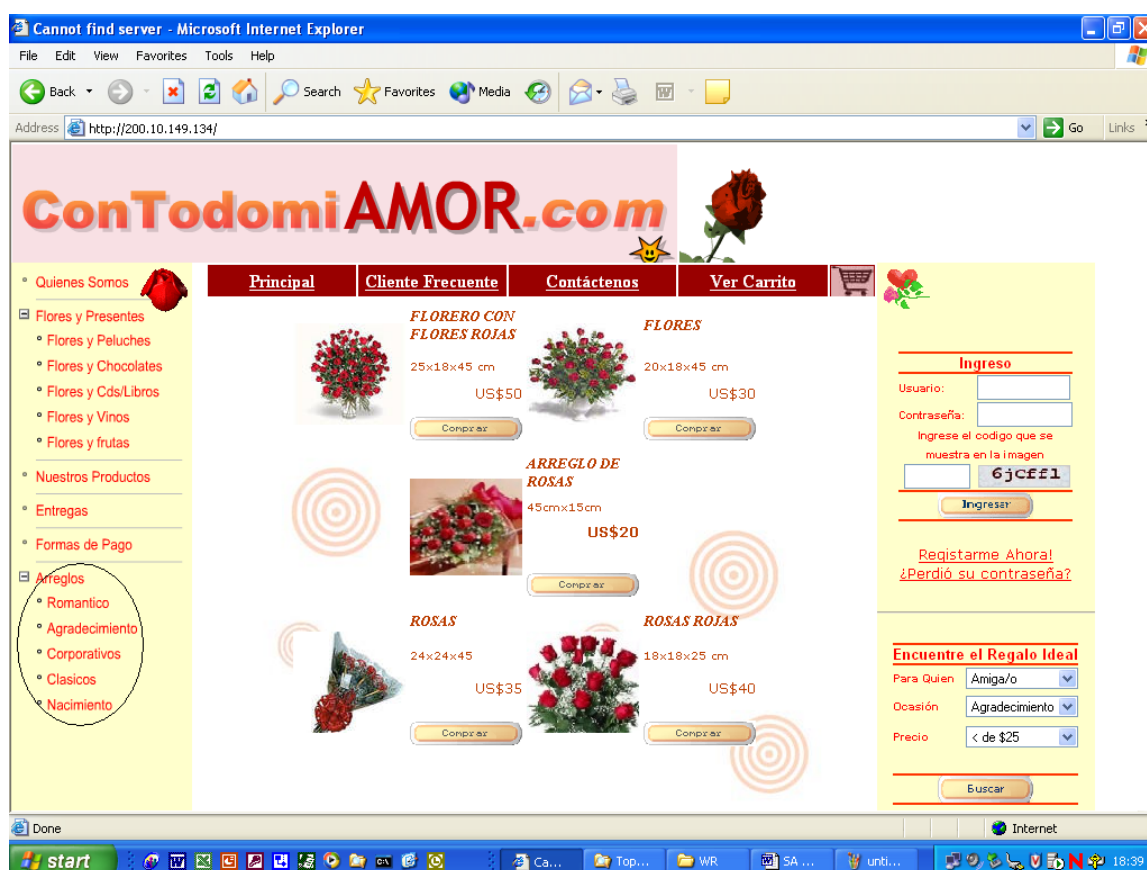 Cannot find server - Microsoft Internet Explorer
File Edit View Favorites Tools Help
Back Search Favorites Media
Address http://200.10.149.134/ Go Links
ConTodomiAMOR.com
Principal Cliente Frecuente Contáctenos Ver Carrito
Quienes Somos
Flores y Presentes
Flores y Peluches
Flores y Chocolates
Flores y Cds/Libros
Flores y Vinos
Flores y frutas
Nuestros Productos
Entregas
Formas de Pago
Arreglos
Romantico
Agradecimiento
Corporativos
Clasicos
Nacimiento
FLORERO CON
FLORES ROJAS
25x18x45 cm
US$50
Comprar
FLORES
20x18x45 cm
US$30
Comprar
ARREGLO DE
ROSAS
45cmx15cm
US$20
Comprar
ROSAS
24x24x45
US$35
Comprar
ROSAS ROJAS
18x18x25 cm
US$40
Comprar
Ingreso
Usuario:
Contraseña:
Ingrese el codigo que se
muestra en la imagen
6jCff1
Ingresar
Registarme Ahora!
¿Perdió su contraseña?
Encuentre el Regalo Ideal
Para Quien Amiga/o
Ocasión Agradecimiento
Precio < de $25
Buscar
Done Internet
start Ca... Top... WR SA ... unti... 18:39